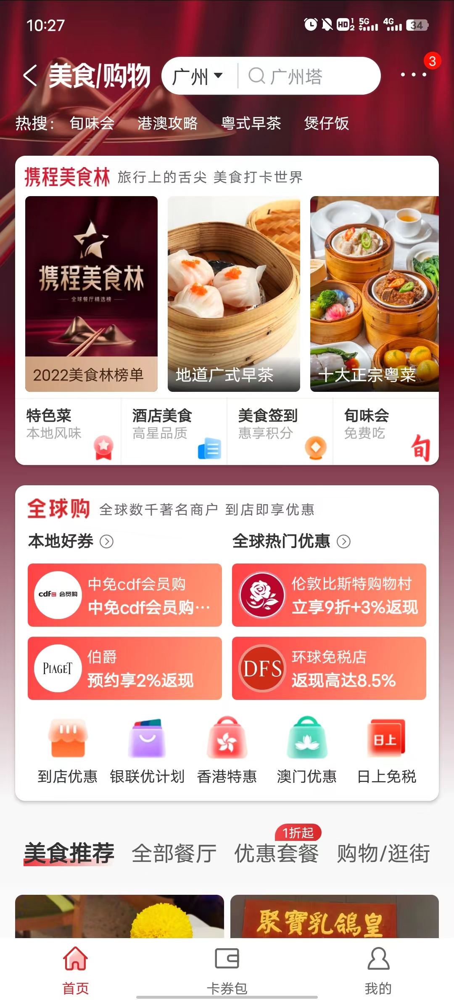 10:27
HD 1 2 5G 4G 34
美食/购物
广州
广州塔
3
热搜： 旬味会 港澳攻略 粤式早茶 煲仔饭
携程美食林 旅行上的舌尖 美食打卡世界
携程美食林
全球餐厅精选榜
2022美食林榜单
地道广式早茶
十大正宗粤菜
特色菜
本地风味
酒店美食
高星品质
美食签到
惠享积分
旬味会
免费吃
旬
全球购 全球数千著名商户 到店即享优惠
本地好券
全球热门优惠
cdf 会员购
中免cdf会员购
中免cdf会员购…
伦敦比斯特购物村
立享9折+3%返现
PIAGET
伯爵
预约享2%返现
DFS
环球免税店
返现高达8.5%
日上
到店优惠 银联优计划 香港特惠 澳门优惠 日上免税
1折起
美食推荐 全部餐厅 优惠套餐 购物/逛街
聚寶乳鴿皇
首页 卡券包 我的